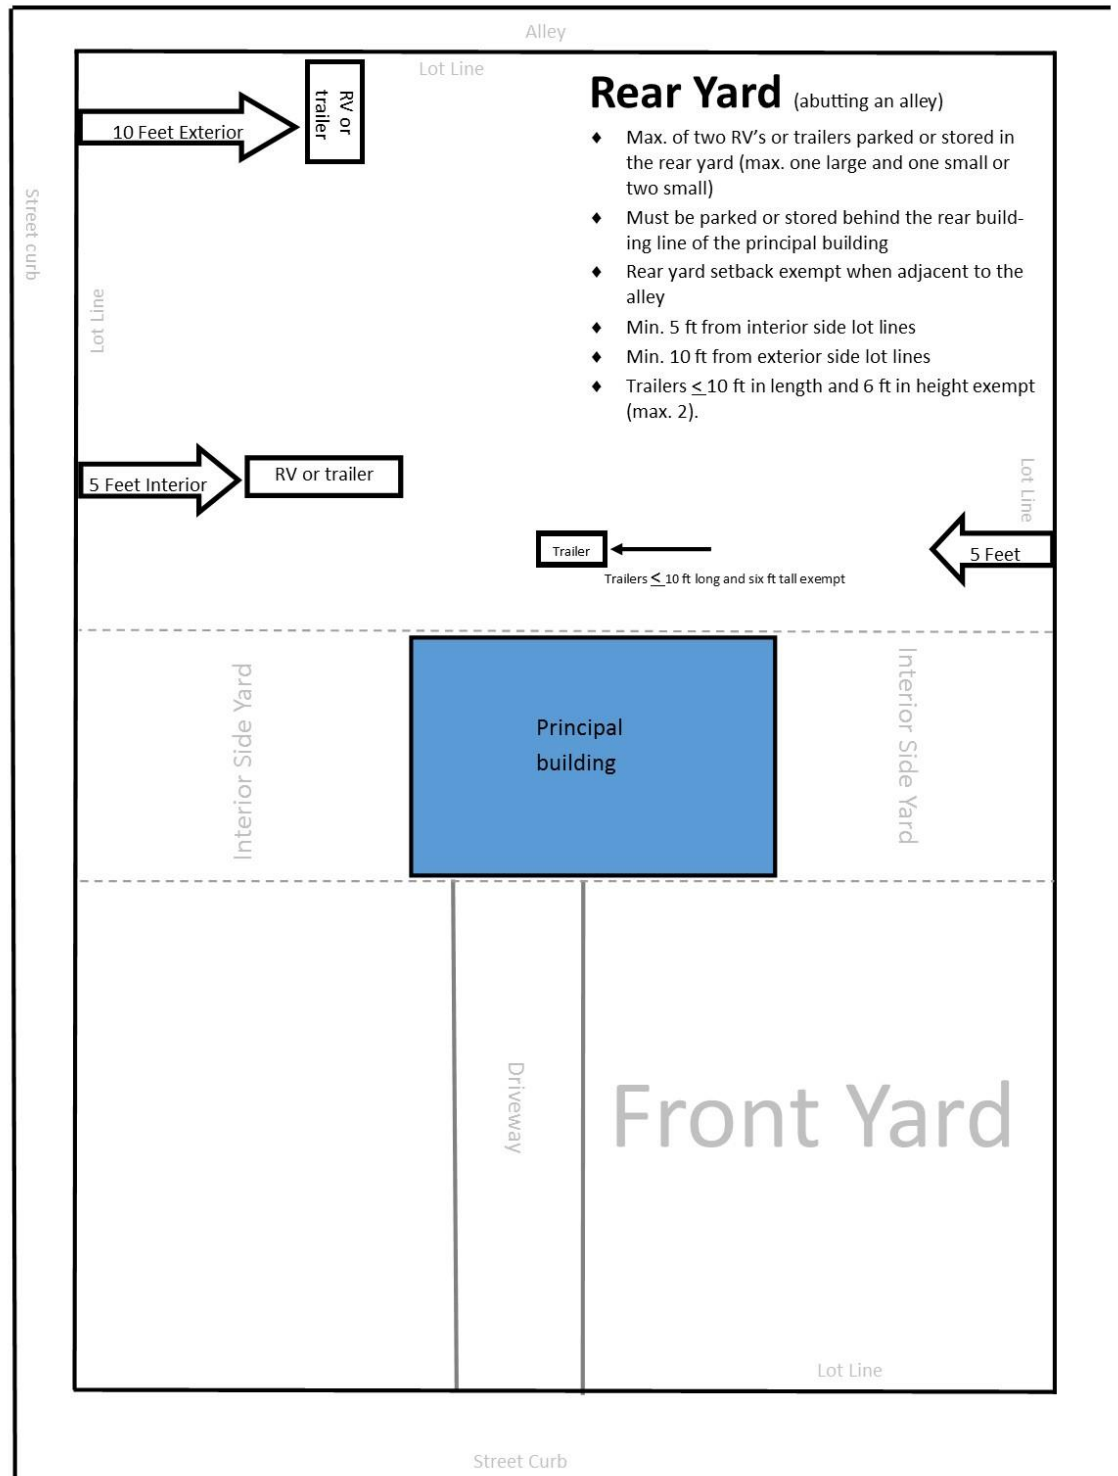 Alley
Lot Line
Rear Yard (abutting an alley)
♦ Max. of two RV's or trailers parked or stored in
the rear yard (max. one large and one small or
two small)
♦ Must be parked or stored behind the rear build-
ing line of the principal building
♦ Rear yard setback exempt when adjacent to the
alley
♦ Min. 5 ft from interior side lot lines
♦ Min. 10 ft from exterior side lot lines
♦ Trailers ≤ 10 ft in length and 6 ft in height exempt
(max. 2).
10 Feet Exterior
RV or
trailer
Street curb
Lot Line
5 Feet Interior
RV or trailer
Lot Line
Trailer
5 Feet
Trailers ≤ 10 ft long and six ft tall exempt
Interior Side Yard
Principal
building
Interior Side Yard
Driveway
Front Yard
Lot Line
Street Curb